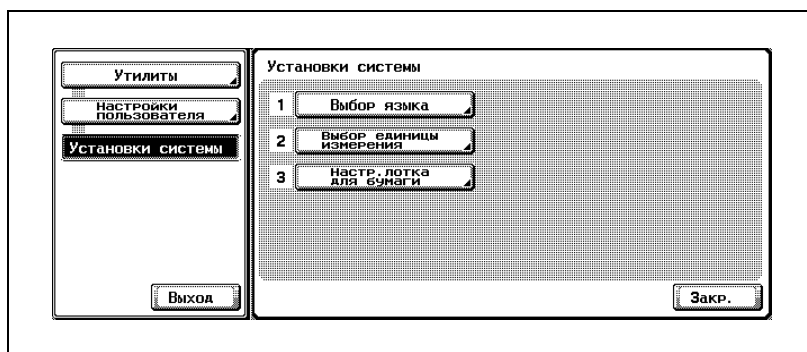 Утилиты
Настройки
пользователя
Установки системы
Выход
Установки системы
1 Выбор языка
2 Выбор единицы
измерения
3 Настр.лотка
для бумаги
Закр.